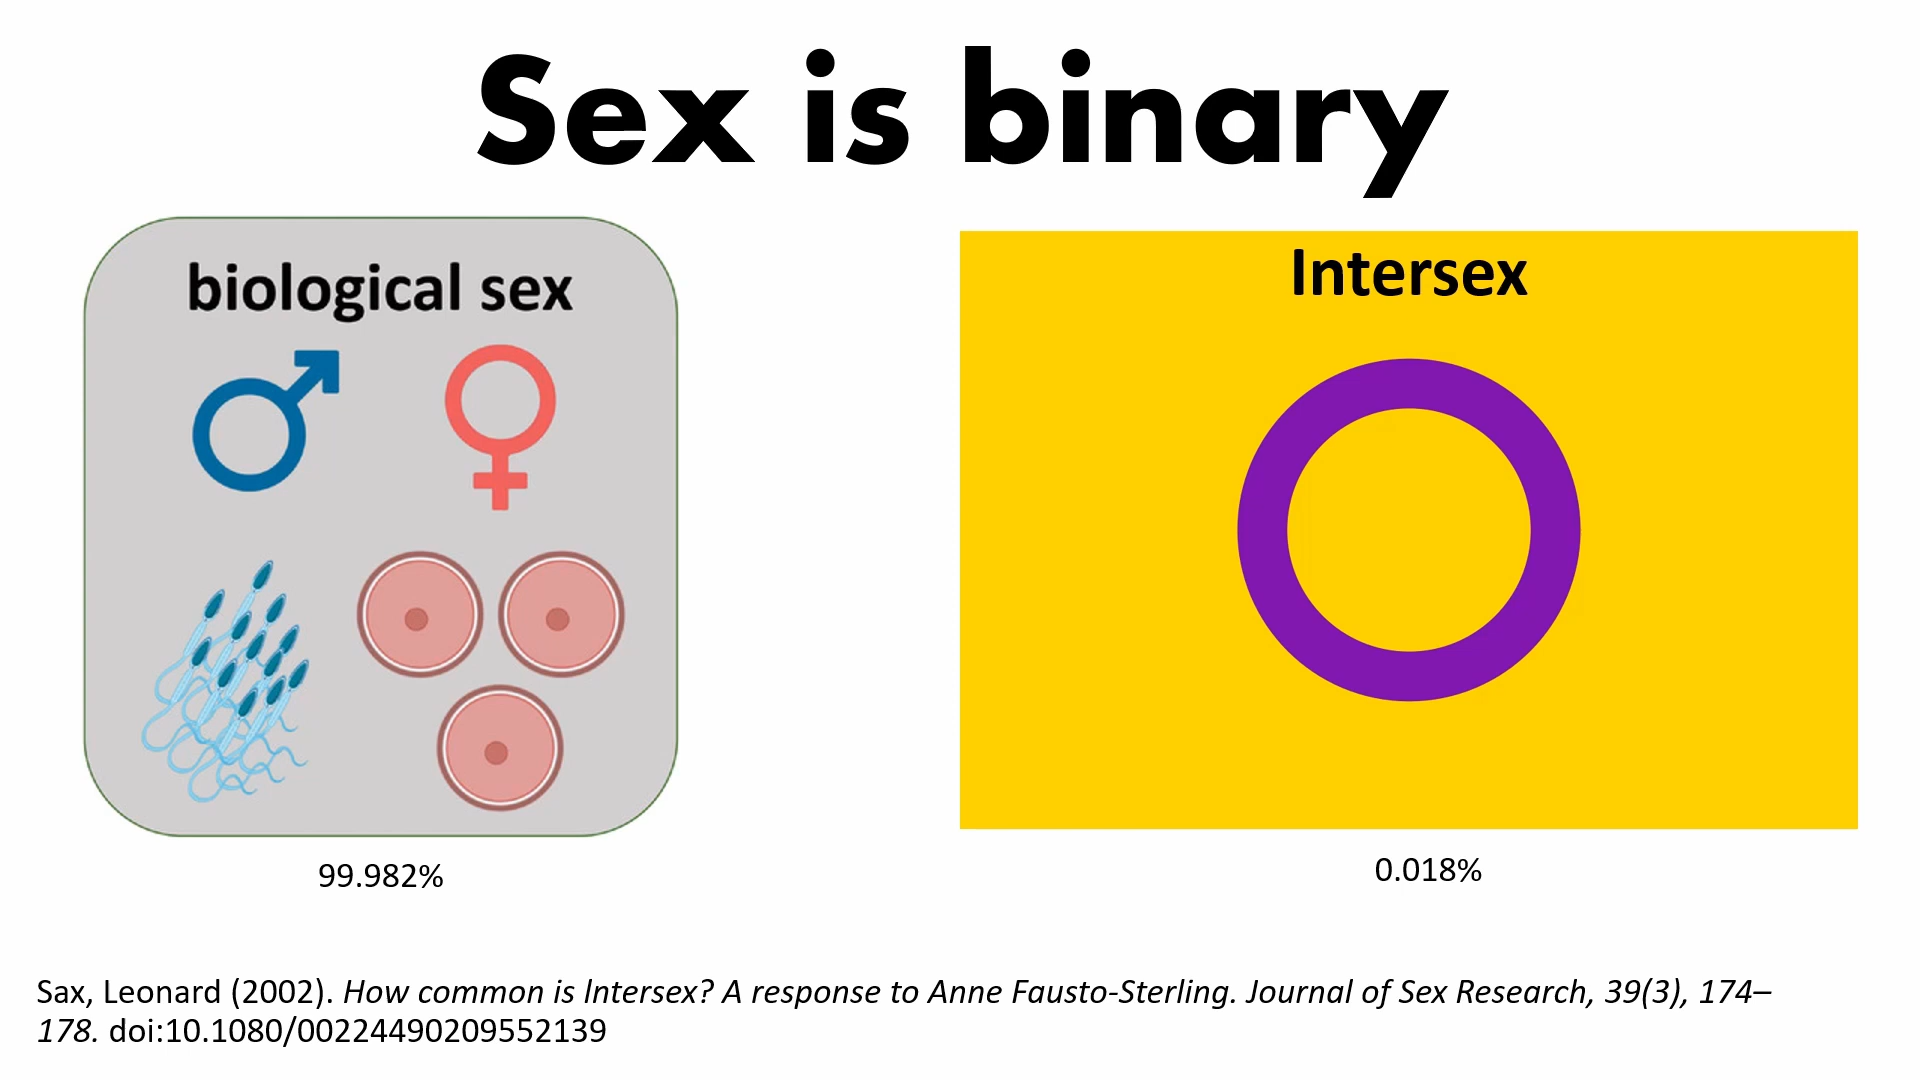 Sex is binary
biological sex
Intersex
99.982%
0.018%
Sax, Leonard (2002). How common is Intersex? A response to Anne Fausto-Sterling. Journal of Sex Research, 39(3), 174–
178. doi:10.1080/00224490209552139